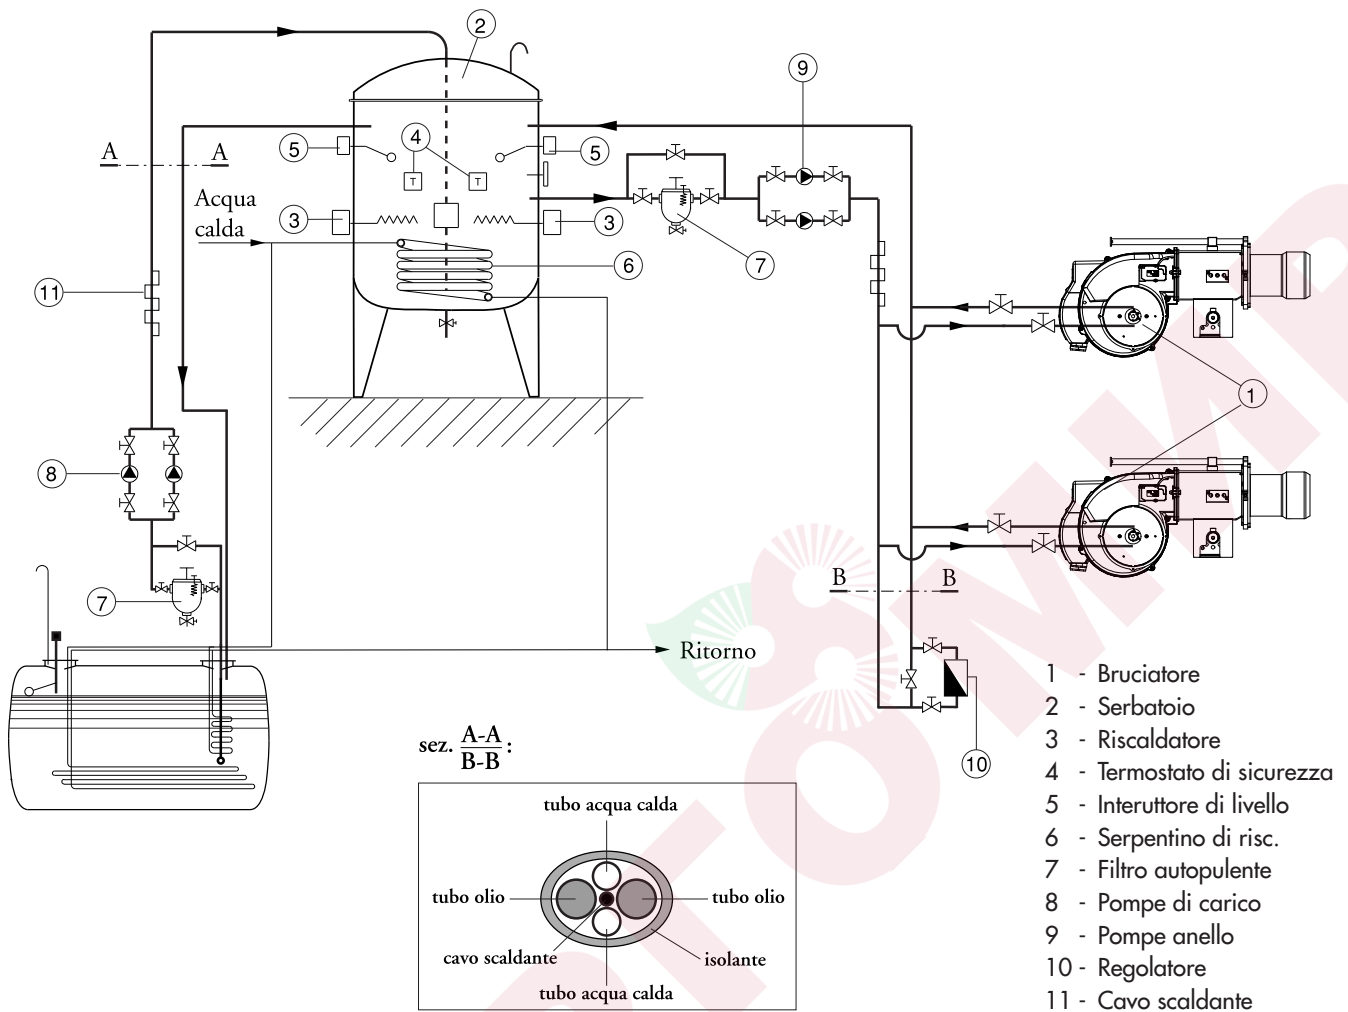 2
9
A
A
5
4
5
T
T
Acqua
calda
3
3
7
6
11
1
8
7
B
B
Ritorno
10
sez. A-A
B-B :
tubo acqua calda
tubo olio
tubo olio
cavo scaldante
isolante
tubo acqua calda
1 - Bruciatore
2 - Serbatoio
3 - Riscaldatore
4 - Termostato di sicurezza
5 - Interuttore di livello
6 - Serpentino di risc.
7 - Filtro autopulente
8 - Pompe di carico
9 - Pompe anello
10 - Regolatore
11 - Cavo scaldante